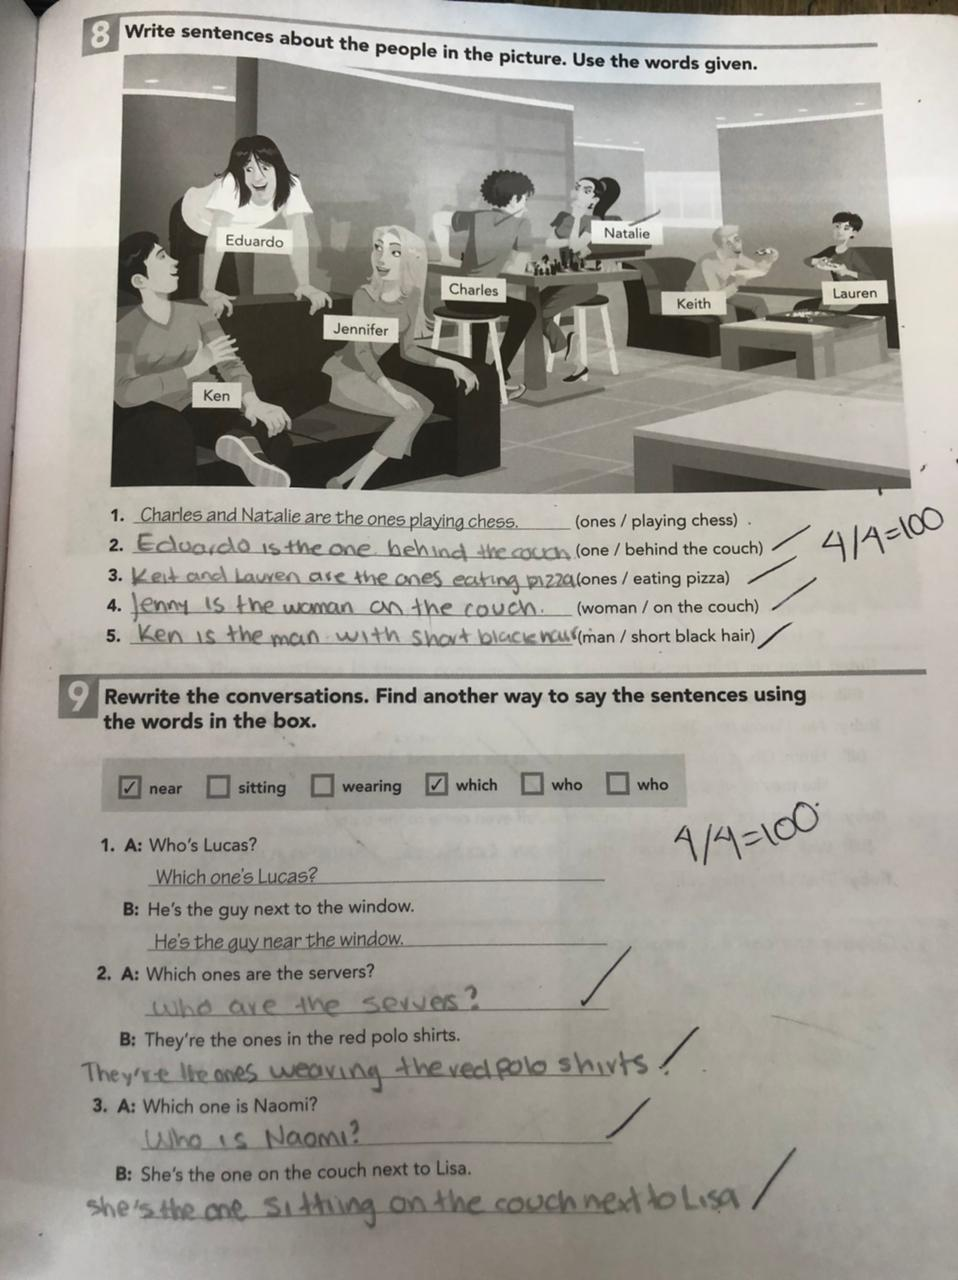 8 Write sentences about the people in the picture. Use the words given.
Eduardo
Natalie
Charles
Keith
Lauren
Jennifer
Ken
1. Charles and Natalie are the ones playing chess. (ones / playing chess)
2. Eduardo is the one behind the couch (one / behind the couch)
3. Keit and Lauren are the ones eating pizza (ones / eating pizza)
4. Jenny is the woman on the couch. (woman / on the couch)
5. Ken is the man with short black hair (man / short black hair)
4/4=100
9 Rewrite the conversations. Find another way to say the sentences using
the words in the box.
✓ near sitting wearing ✓ which who who
4/4=100
1. A: Who's Lucas?
Which one's Lucas?
B: He's the guy next to the window.
He's the guy near the window.
2. A: Which ones are the servers?
Who are the serves?
B: They're the ones in the red polo shirts.
They're the ones wearing the red polo shirts.
3. A: Which one is Naomi?
Who is Naomi?
B: She's the one on the couch next to Lisa.
she's the one sitting on the couch next to Lisa